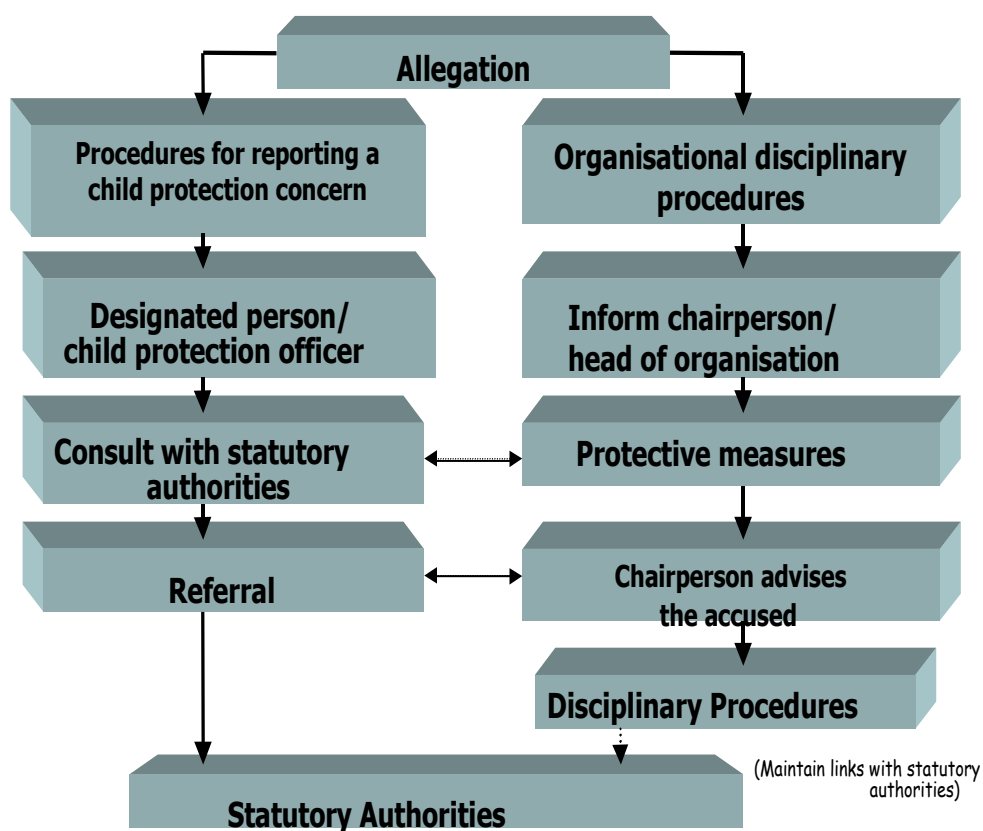 Allegation
Procedures for reporting a
child protection concern
Organisational disciplinary
procedures
Designated person/
child protection officer
Inform chairperson/
head of organisation
Consult with statutory
authorities
Protective measures
Referral
Chairperson advises
the accused
Disciplinary Procedures
(Maintain links with statutory
authorities)
Statutory Authorities